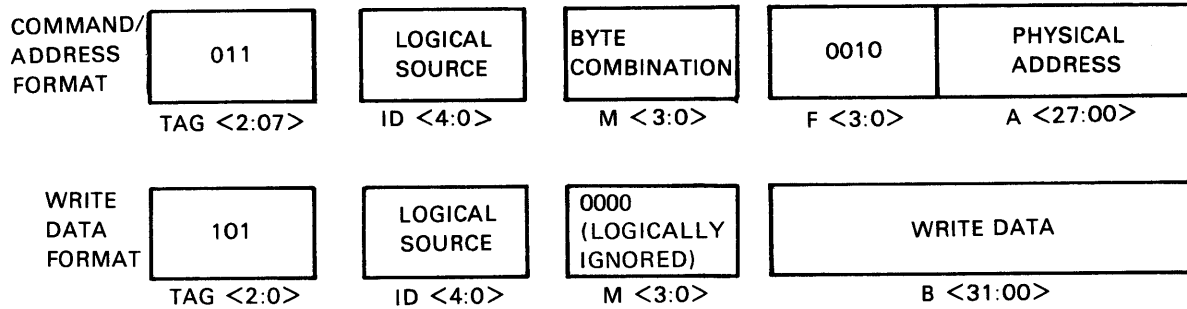 COMMAND/
ADDRESS
FORMAT
011
LOGICAL
SOURCE
BYTE
COMBINATION
0010
PHYSICAL
ADDRESS
TAG <2:07>
ID <4:0>
M <3:0>
F <3:0>
A <27:00>
WRITE
DATA
FORMAT
101
LOGICAL
SOURCE
0000
(LOGICALLY
IGNORED)
WRITE DATA
TAG <2:0>
ID <4:0>
M <3:0>
B <31:00>